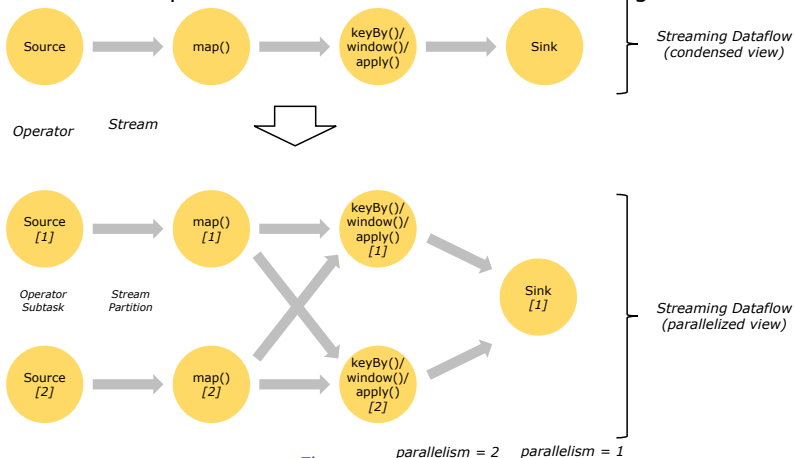 Source
map()
keyBy()/
window()/
apply()
Sink
Streaming Dataflow
(condensed view)
Operator
Stream
Source
[1]
map()
[1]
keyBy()/
window()/
apply()
[1]
Operator
Subtask
Stream
Partition
Sink
[1]
Streaming Dataflow
(parallelized view)
Source
[2]
map()
[2]
keyBy()/
window()/
apply()
[2]
parallelism = 2
parallelism = 1